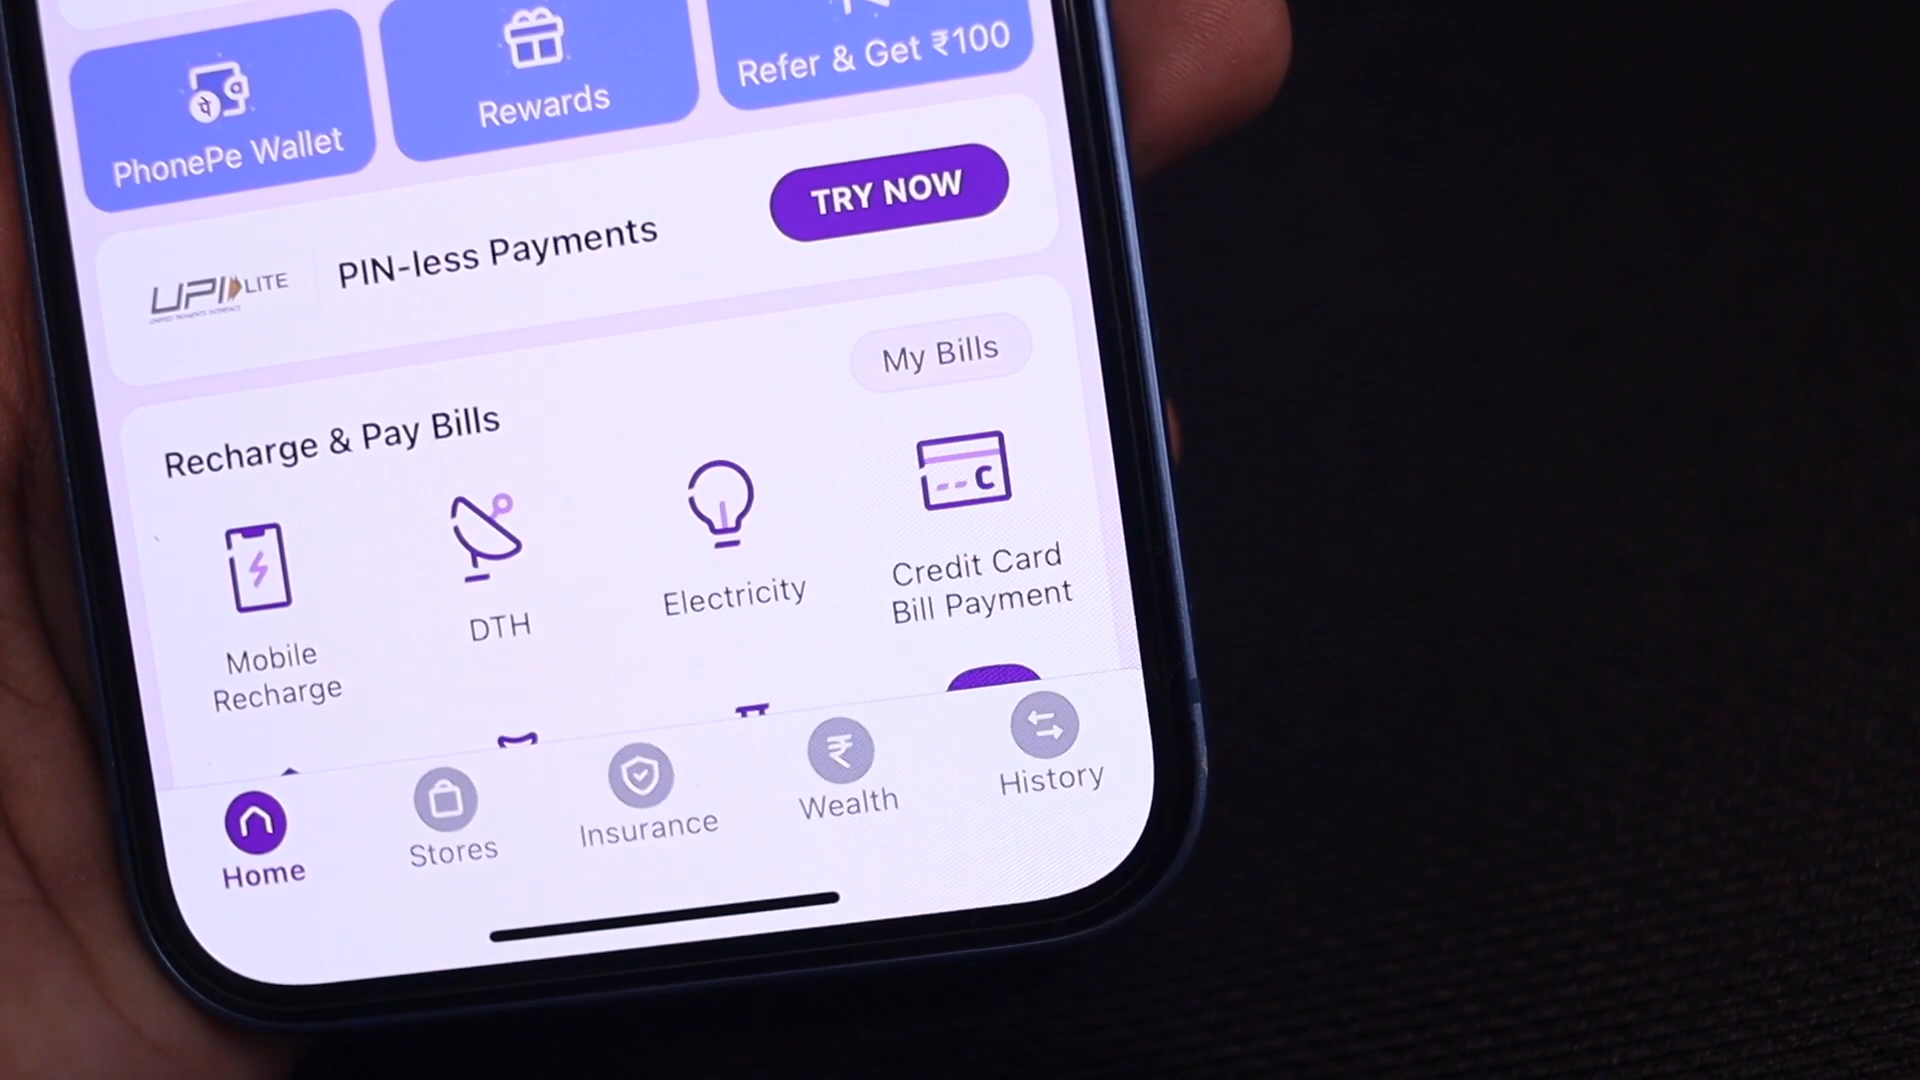 PhonePe Wallet
Rewards
Refer & Get ₹100
UPI LITE
UNIFIED PAYMENTS INTERFACE
PIN-less Payments
TRY NOW
Recharge & Pay Bills
My Bills
Mobile
Recharge
DTH
Electricity
Credit Card
Bill Payment
Home
Stores
Insurance
Wealth
History